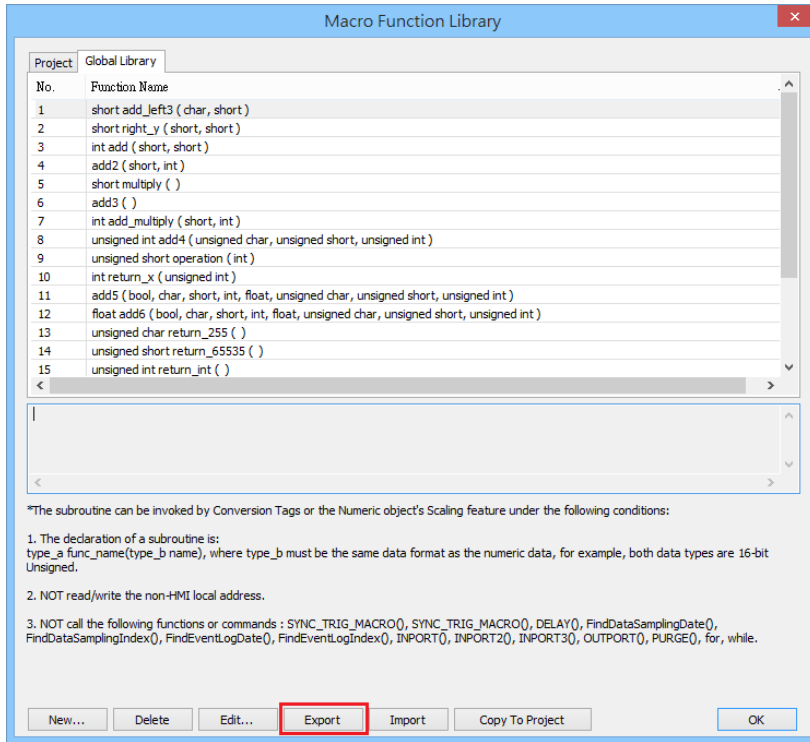 Macro Function Library
Project Global Library
No. Function Name
1 short add_left3 ( char, short )
2 short right_y ( short, short )
3 int add ( short, short )
4 add2 ( short, int )
5 short multiply ( )
6 add3 ( )
7 int add_multiply ( short, int )
8 unsigned int add4 ( unsigned char, unsigned short, unsigned int )
9 unsigned short operation ( int )
10 int return_x ( unsigned int )
11 add5 ( bool, char, short, int, float, unsigned char, unsigned short, unsigned int )
12 float add6 ( bool, char, short, int, float, unsigned char, unsigned short, unsigned int )
13 unsigned char return_255 ( )
14 unsigned short return_65535 ( )
15 unsigned int return_int ( )
*The subroutine can be invoked by Conversion Tags or the Numeric object's Scaling feature under the following conditions:
1. The declaration of a subroutine is:
type_a func_name(type_b name), where type_b must be the same data format as the numeric data, for example, both data types are 16-bit
Unsigned.
2. NOT read/write the non-HMI local address.
3. NOT call the following functions or commands : SYNC_TRIG_MACRO(), SYNC_TRIG_MACRO(), DELAY(), FindDataSamplingDate(),
FindDataSamplingIndex(), FindEventLogDate(), FindEventLogIndex(), INPORT(), INPORT2(), INPORT3(), OUTPORT(), PURGE(), for, while.
New... Delete Edit... Export Import Copy To Project OK